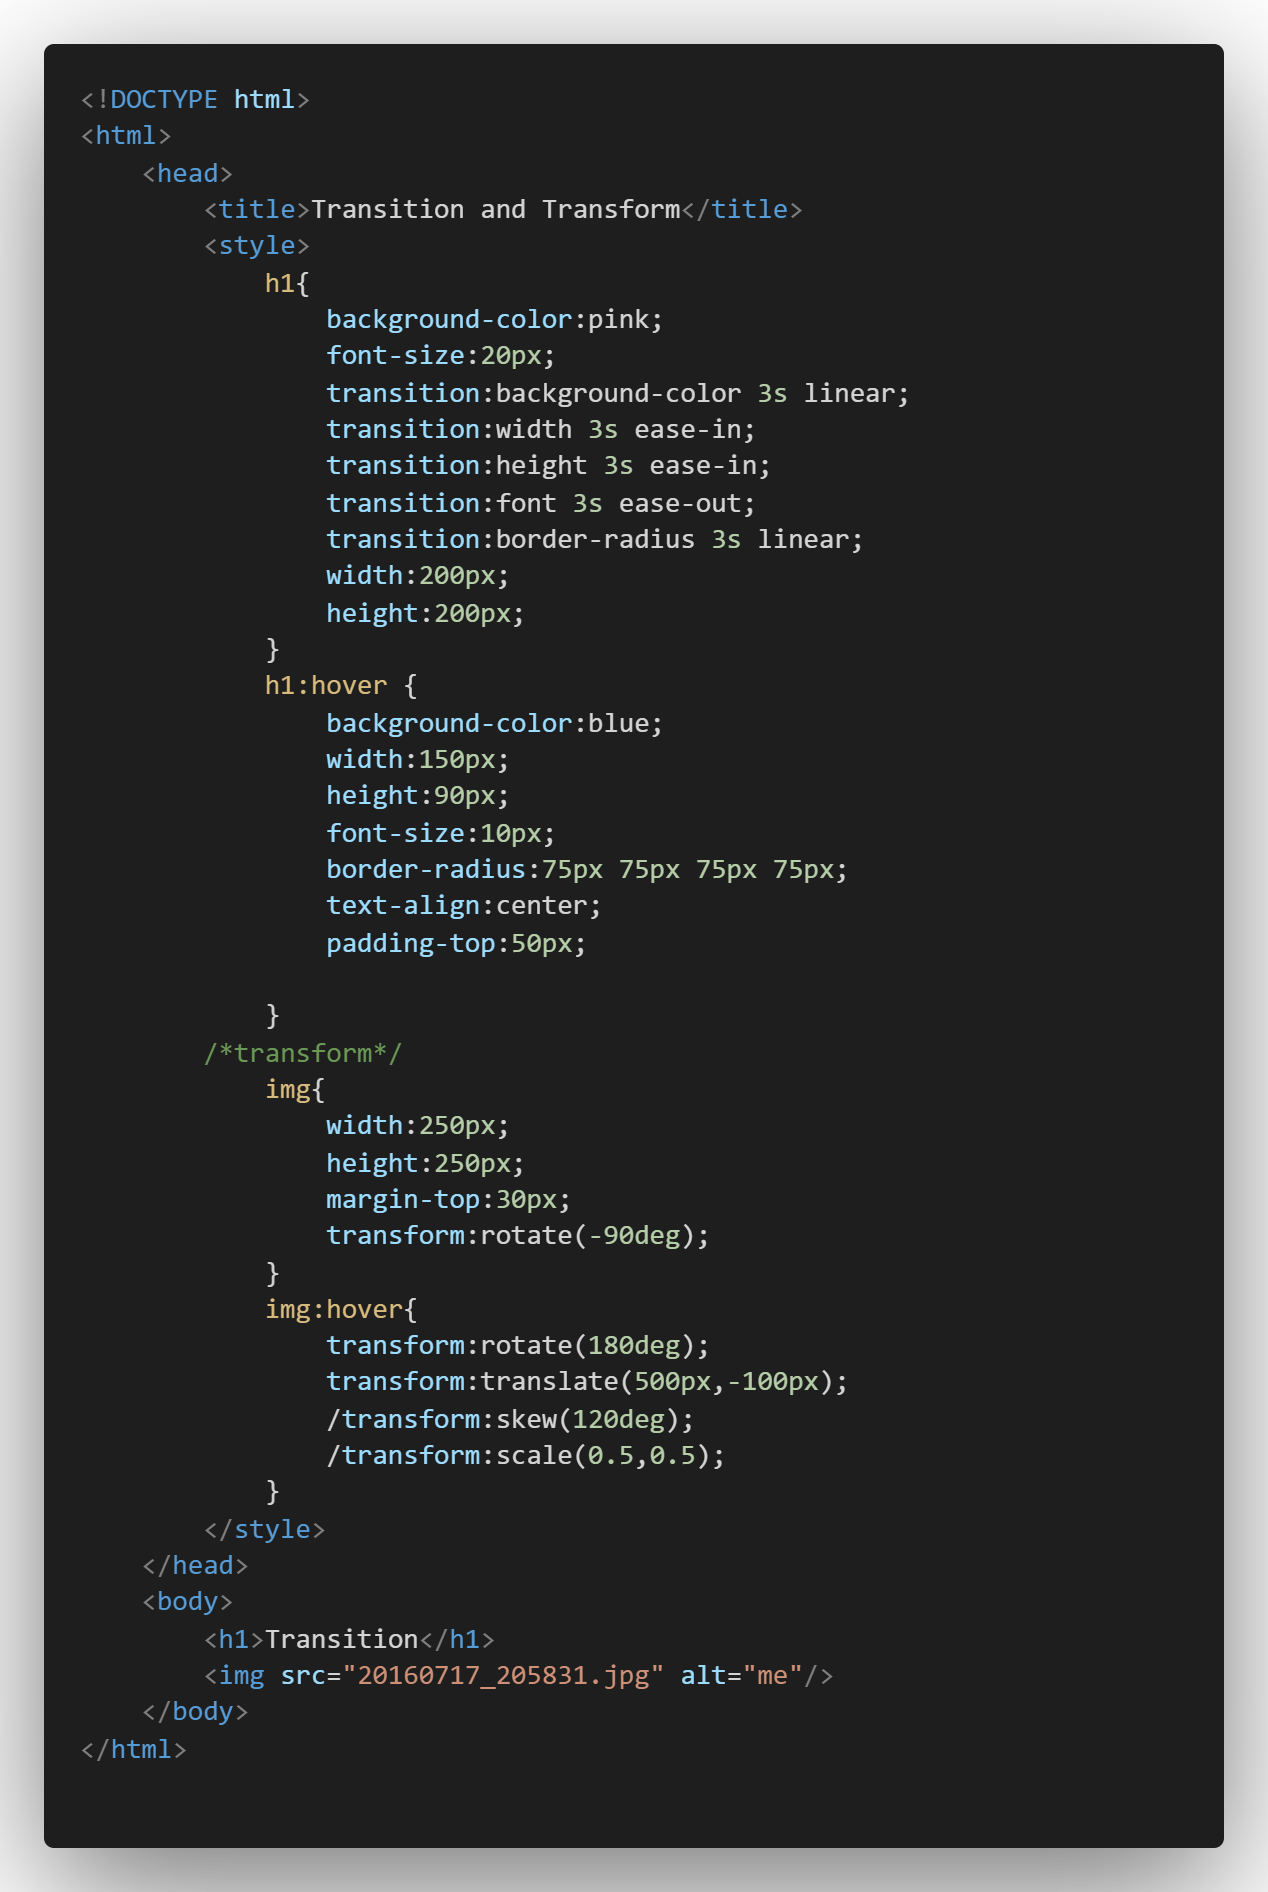 <!DOCTYPE html>
<html>
    <head>
        <title>Transition and Transform</title>
        <style>
            h1{
                background-color:pink;
                font-size:20px;
                transition:background-color 3s linear;
                transition:width 3s ease-in;
                transition:height 3s ease-in;
                transition:font 3s ease-out;
                transition:border-radius 3s linear;
                width:200px;
                height:200px;
            }
            h1:hover {
                background-color:blue;
                width:150px;
                height:90px;
                font-size:10px;
                border-radius:75px 75px 75px 75px;
                text-align:center;
                padding-top:50px;

            }
        /*transform*/
            img{
                width:250px;
                height:250px;
                margin-top:30px;
                transform:rotate(-90deg);
            }
            img:hover{
                transform:rotate(180deg);
                transform:translate(500px,-100px);
                /transform:skew(120deg);
                /transform:scale(0.5,0.5);
            }
        </style>
    </head>
    <body>
        <h1>Transition</h1>
        <img src="20160717_205831.jpg" alt="me"/>
    </body>
</html>